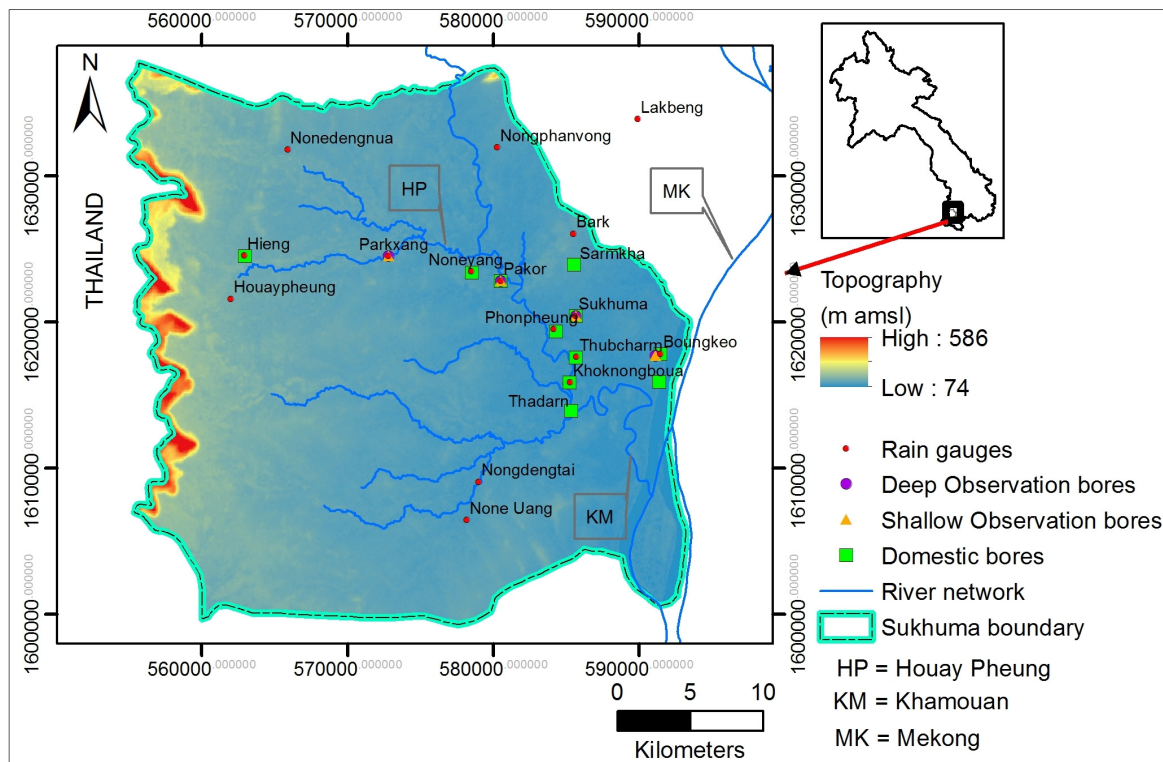 560000.000000 570000.000000 580000.000000 590000.000000
N
1630000.000000
1620000.000000
1610000.000000
1600000.000000
THAILAND
Lakbeng
Nonedengnua
Nongphanvong
HP
MK
Bark
Hieng
Parkxang
Sarmkha
Noneyang
Pakor
Houaypheung
Sukhuma
Phonpheung
Thubcharm
Boungkeo
Khoknongboua
Thadarn
Nongdengtai
None Uang
KM
1630000.000000
1620000.000000
1610000.000000
1600000.000000
560000.000000 570000.000000 580000.000000 590000.000000
0 5 10
Kilometers
Topography
(m amsl)
High : 586
Low : 74
Rain gauges
Deep Observation bores
Shallow Observation bores
Domestic bores
River network
Sukhuma boundary
HP = Houay Pheung
KM = Khamouan
MK = Mekong